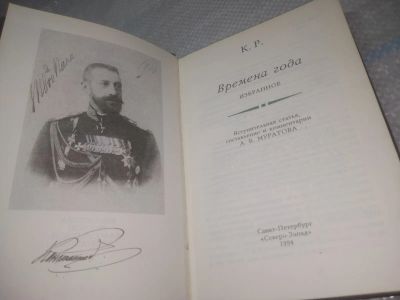 К. Р.
Времена года
ИЗБРАННОЕ
Вступительная статья,
составление и комментарии
А. Б. МУРАТОВА
Санкт-Петербург
«Северо-Запад»
1994